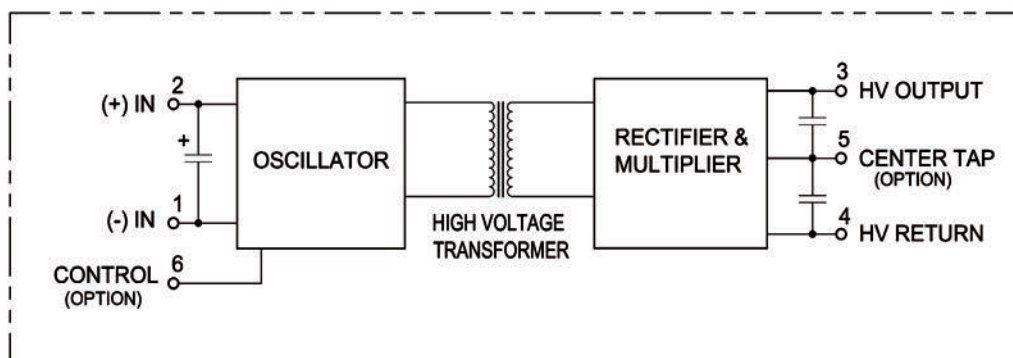 2
(+) IN
+
1
(-) IN
6
CONTROL
(OPTION)
OSCILLATOR
HIGH VOLTAGE
TRANSFORMER
RECTIFIER &
MULTIPLIER
3
HV OUTPUT
5
CENTER TAP
(OPTION)
4
HV RETURN